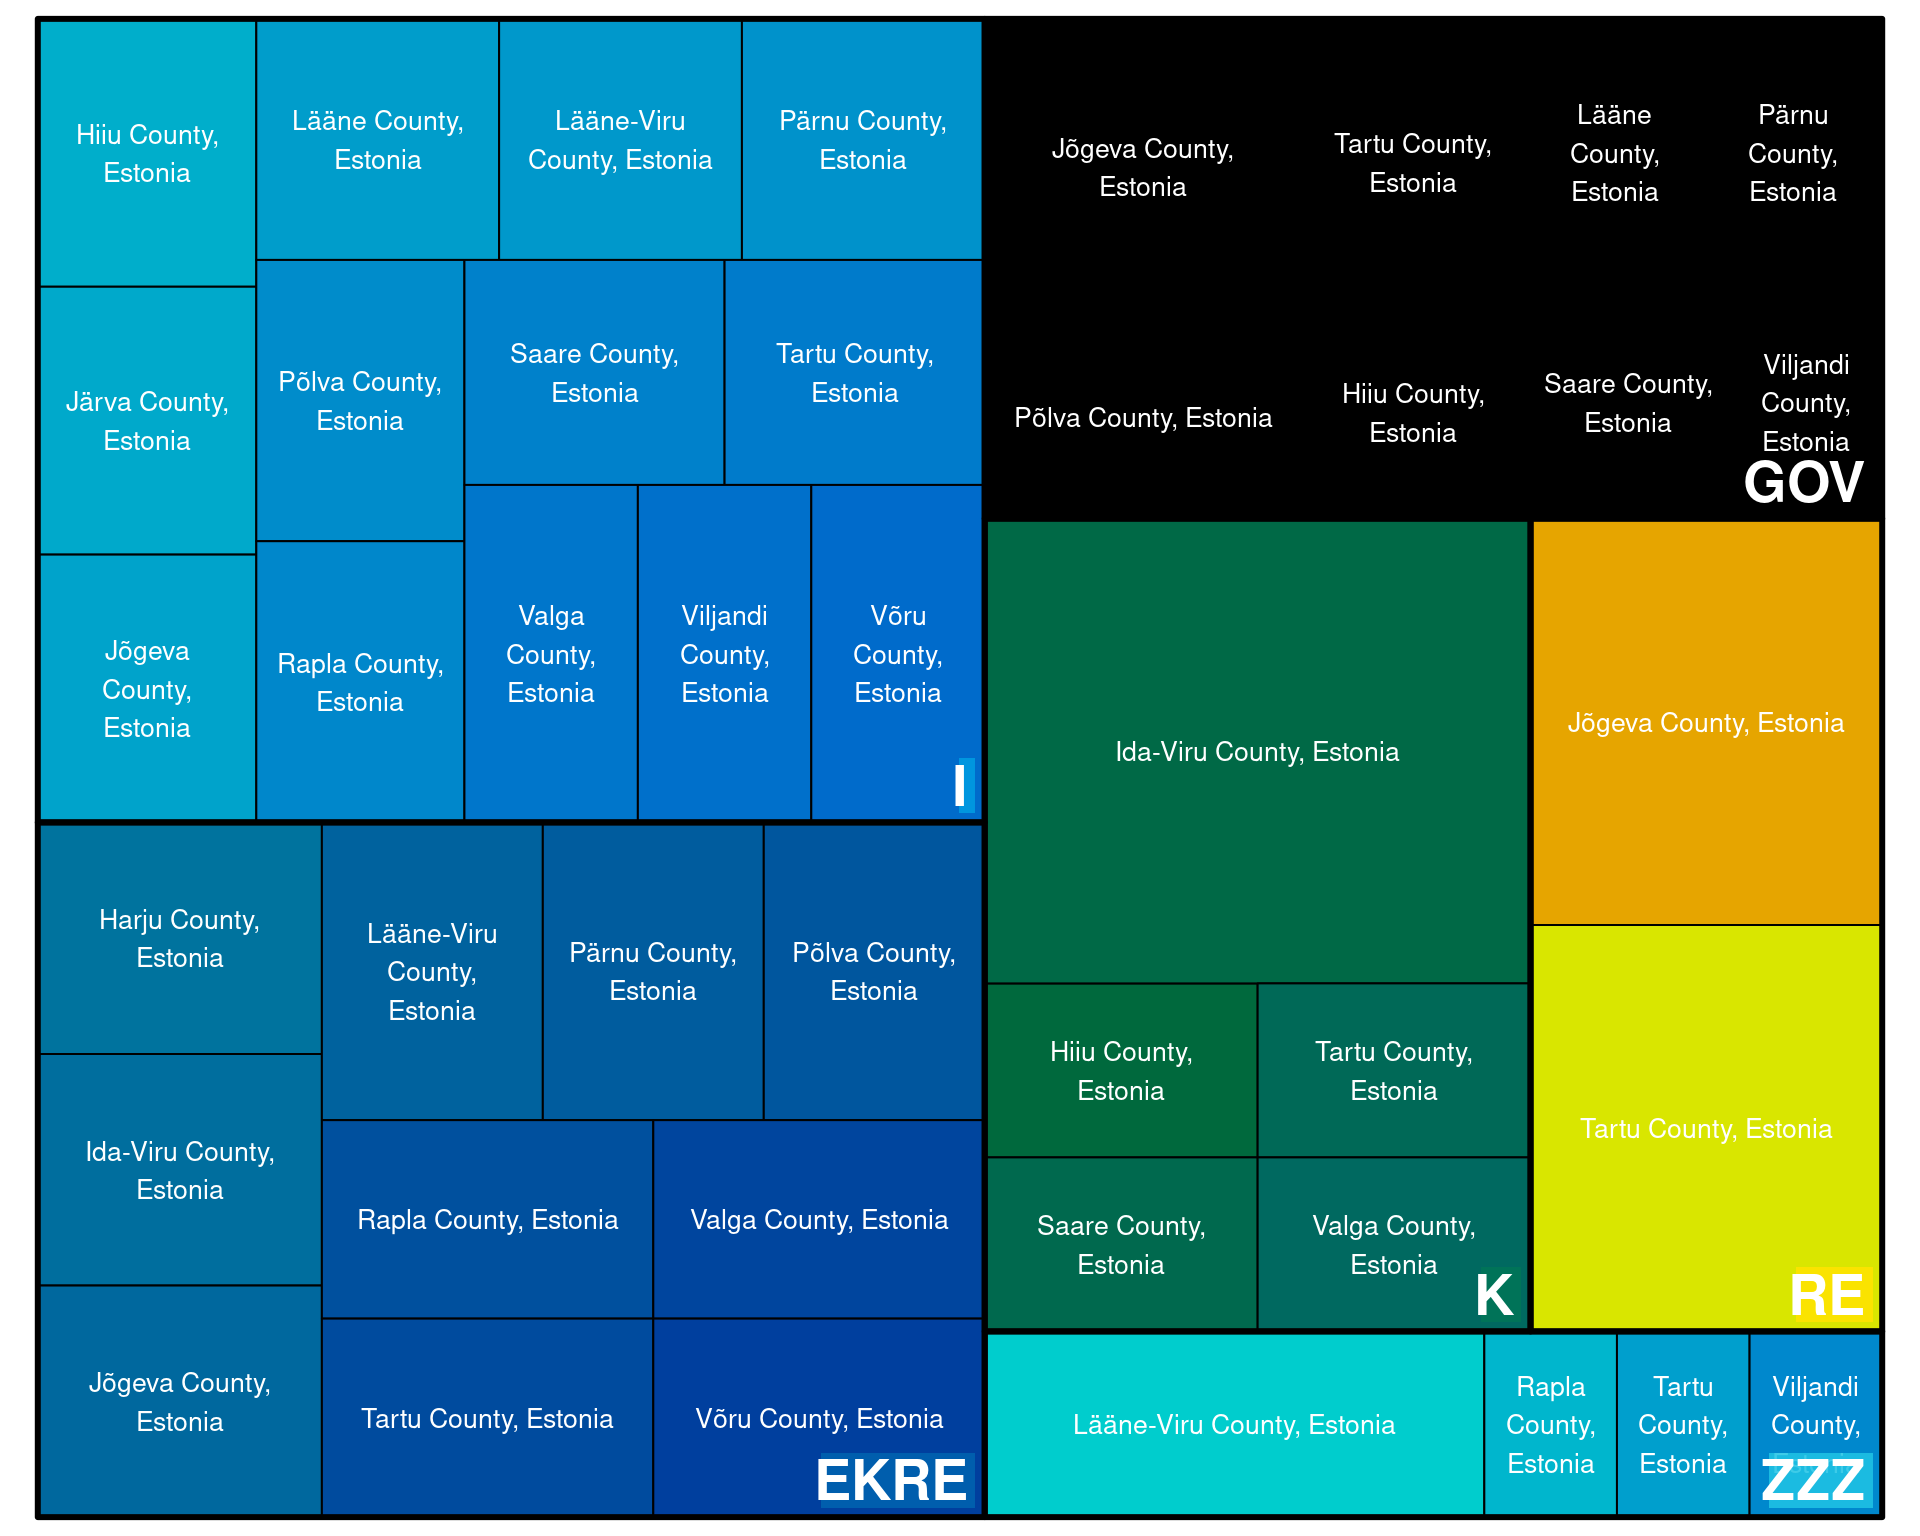 Hiiu County,
Estonia
Lääne County,
Estonia
Lääne-Viru
County, Estonia
Pärnu County,
Estonia
Järva County,
Estonia
Põlva County,
Estonia
Saare County,
Estonia
Tartu County,
Estonia
Jõgeva
County,
Estonia
Rapla County,
Estonia
Valga
County,
Estonia
Viljandi
County,
Estonia
Võru
County,
Estonia
I
Jõgeva County,
Estonia
Tartu County,
Estonia
Lääne
County,
Estonia
Pärnu
County,
Estonia
Põlva County, Estonia
Hiiu County,
Estonia
Saare County,
Estonia
Viljandi
County,
Estonia
GOV
Harju County,
Estonia
Lääne-Viru
County,
Estonia
Pärnu County,
Estonia
Põlva County,
Estonia
Ida-Viru County,
Estonia
Rapla County, Estonia
Valga County, Estonia
Jõgeva County,
Estonia
Tartu County, Estonia
Võru County, Estonia
EKRE
Ida-Viru County, Estonia
Hiiu County,
Estonia
Tartu County,
Estonia
Saare County,
Estonia
Valga County,
Estonia
K
Jõgeva County, Estonia
Tartu County, Estonia
RE
Lääne-Viru County, Estonia
Rapla
County,
Estonia
Tartu
County,
Estonia
Viljandi
County,
ZZZ